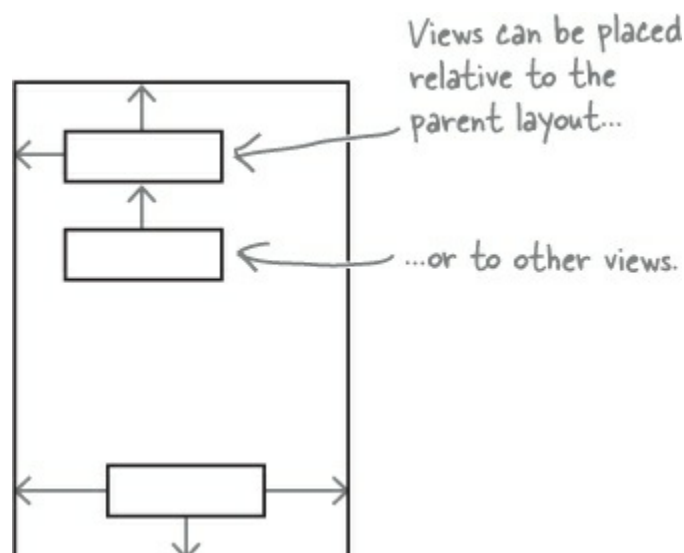 Views can be placed
relative to the
parent layout...
...or to other views.